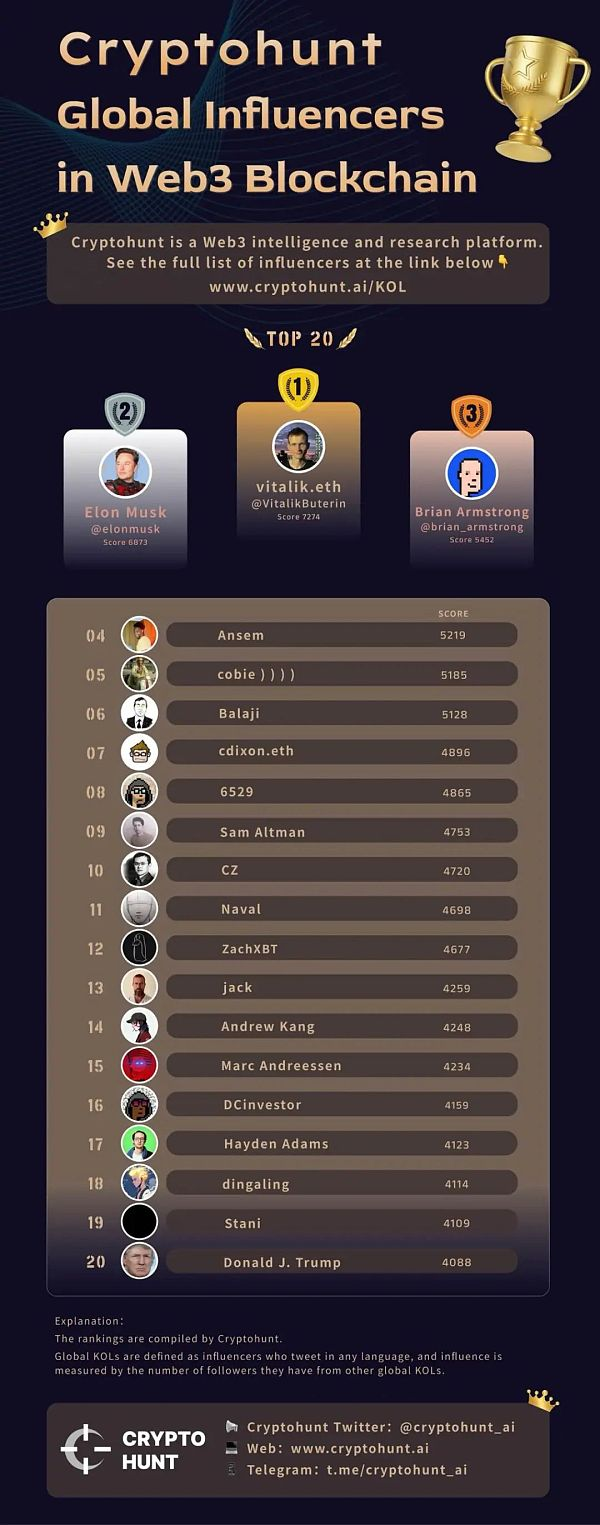 Cryptohunt
Global Influencers
in Web3 Blockchain
Cryptohunt is a Web3 intelligence and research platform.
See the full list of influencers at the link below👇
www.cryptohunt.ai/KOL
TOP 20
2
Elon Musk
@elonmusk
Score 6873
1
vitalik.eth
@VitalikButerin
Score 7274
3
Brian Armstrong
@brian_armstrong
Score 5452
SCORE
04 Ansem 5219
05 cobie ) ) ) ) 5185
06 Balaji 5128
07 cdixon.eth 4896
08 6529 4865
09 Sam Altman 4753
10 CZ 4720
11 Naval 4698
12 ZachXBT 4677
13 jack 4259
14 Andrew Kang 4248
15 Marc Andreessen 4234
16 DCinvestor 4159
17 Hayden Adams 4123
18 dingaling 4114
19 Stani 4109
20 Donald J. Trump 4088
Explanation：
The rankings are compiled by Cryptohunt.
Global KOLs are defined as influencers who tweet in any language, and influence is
measured by the number of followers they have from other global KOLs.
CRYPTO
HUNT
Cryptohunt Twitter：@cryptohunt_ai
Web：www.cryptohunt.ai
Telegram：t.me/cryptohunt_ai